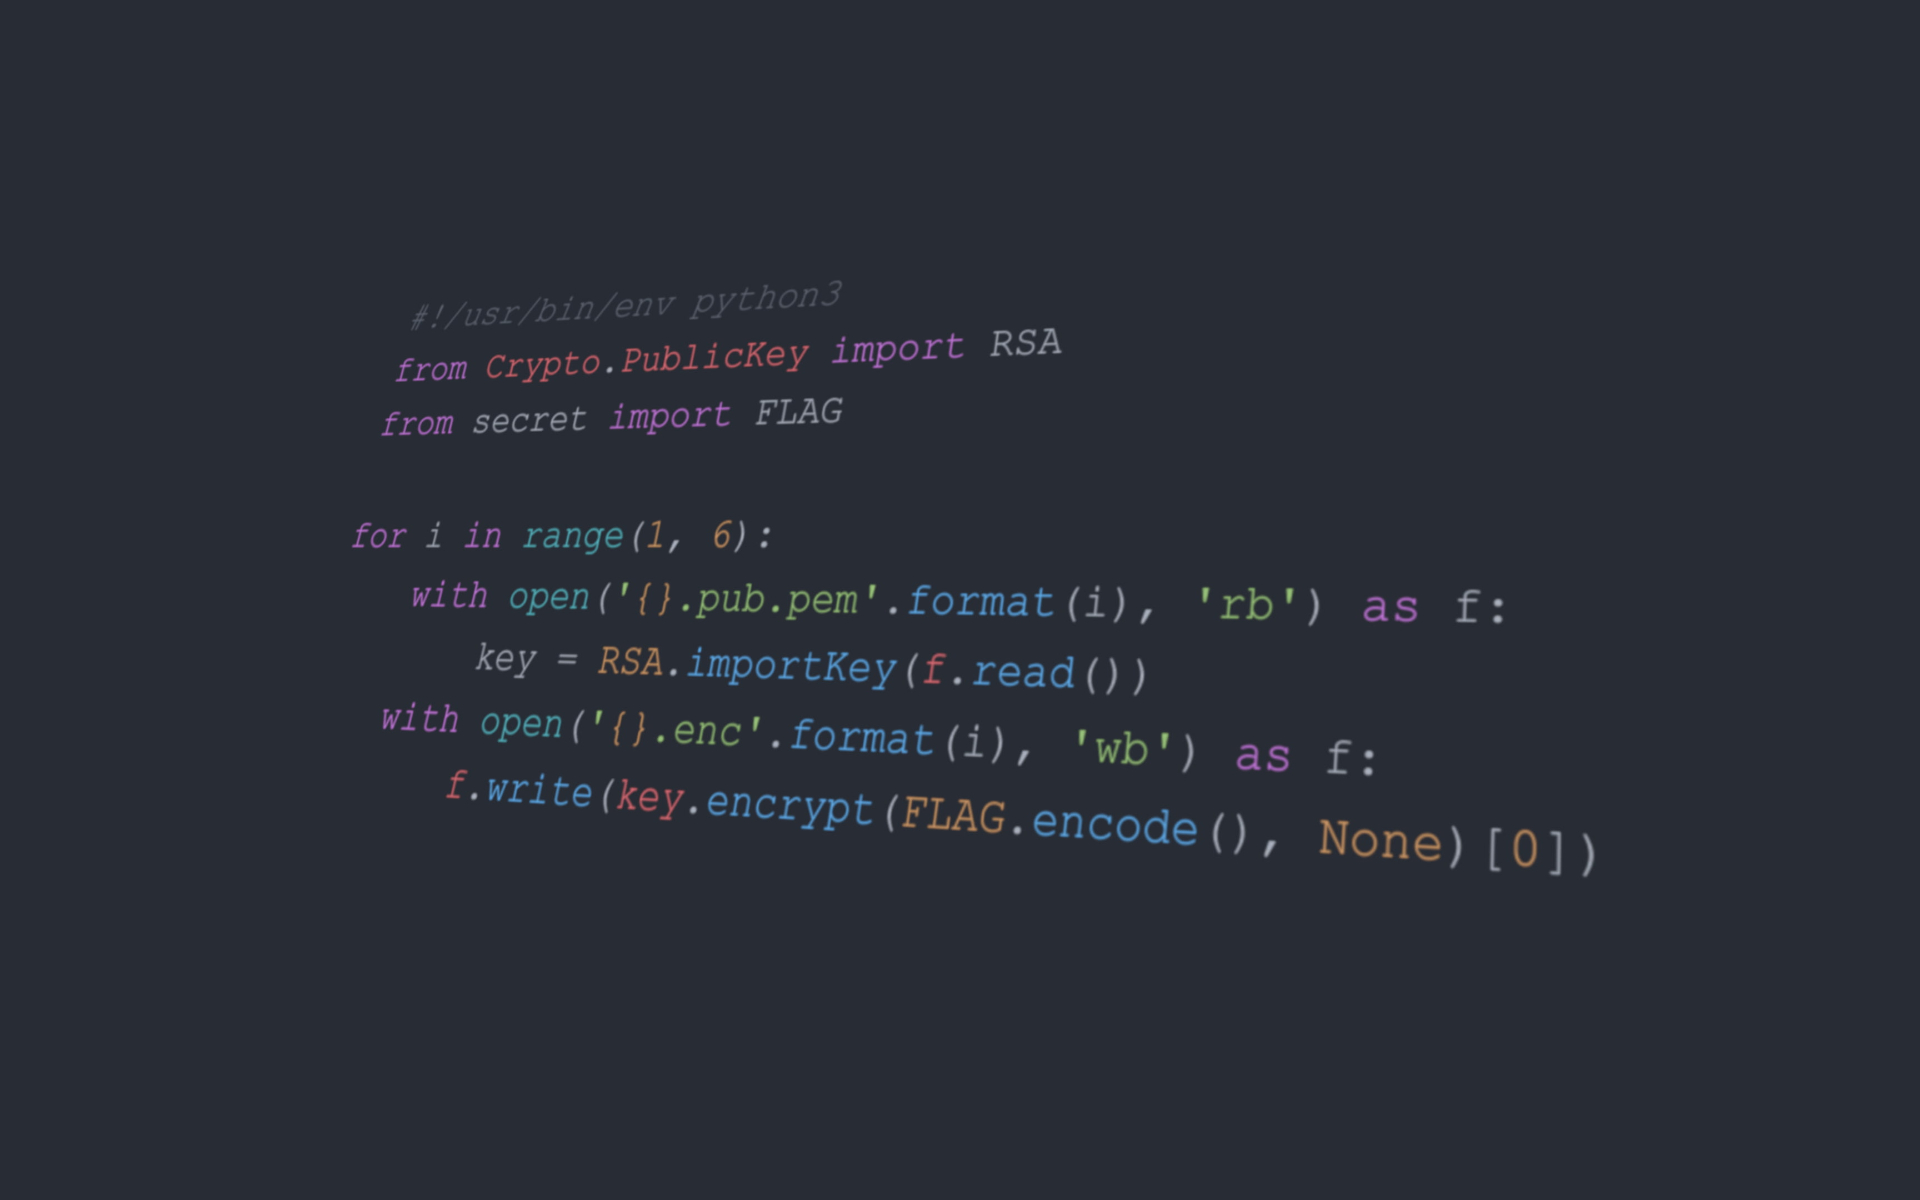 #!/usr/bin/env python3
from Crypto.PublicKey import RSA
from secret import FLAG

for i in range(1, 6):
    with open('{}.pub.pem'.format(i), 'rb') as f:
        key = RSA.importKey(f.read())
    with open('{}.enc'.format(i), 'wb') as f:
        f.write(key.encrypt(FLAG.encode(), None)[0])